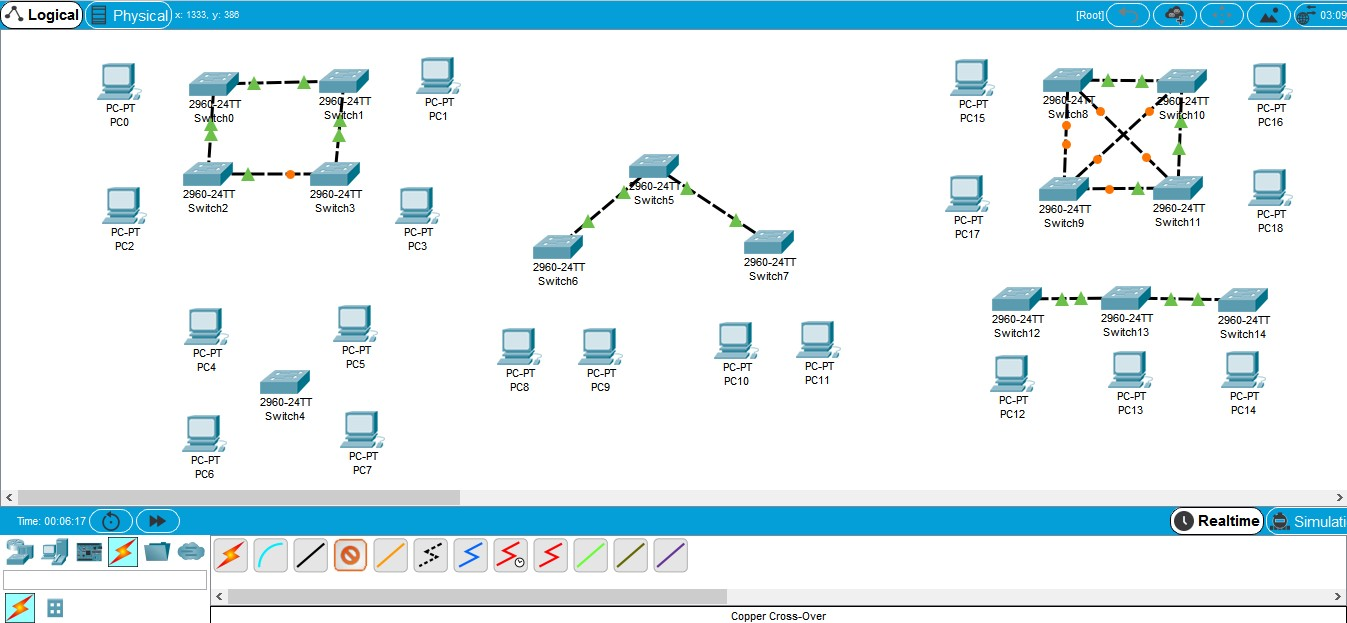 Logical
Physical
x: 1333, y: 386
[Root]
03:09
PC-PT
PC0
2960-24TT
Switch0
2960-24TT
Switch1
PC-PT
PC1
PC-PT
PC15
2960-24TT
Switch8
2960-24TT
Switch10
PC-PT
PC16
PC-PT
PC2
2960-24TT
Switch2
2960-24TT
Switch3
PC-PT
PC3
2960-24TT
Switch5
PC-PT
PC17
2960-24TT
Switch9
2960-24TT
Switch11
PC-PT
PC18
2960-24TT
Switch6
2960-24TT
Switch7
2960-24TT
Switch12
2960-24TT
Switch13
2960-24TT
Switch14
PC-PT
PC4
PC-PT
PC5
PC-PT
PC8
PC-PT
PC9
PC-PT
PC10
PC-PT
PC11
PC-PT
PC12
PC-PT
PC13
PC-PT
PC14
2960-24TT
Switch4
PC-PT
PC6
PC-PT
PC7
Time: 00:06:17
Realtime
Simulati
Copper Cross-Over